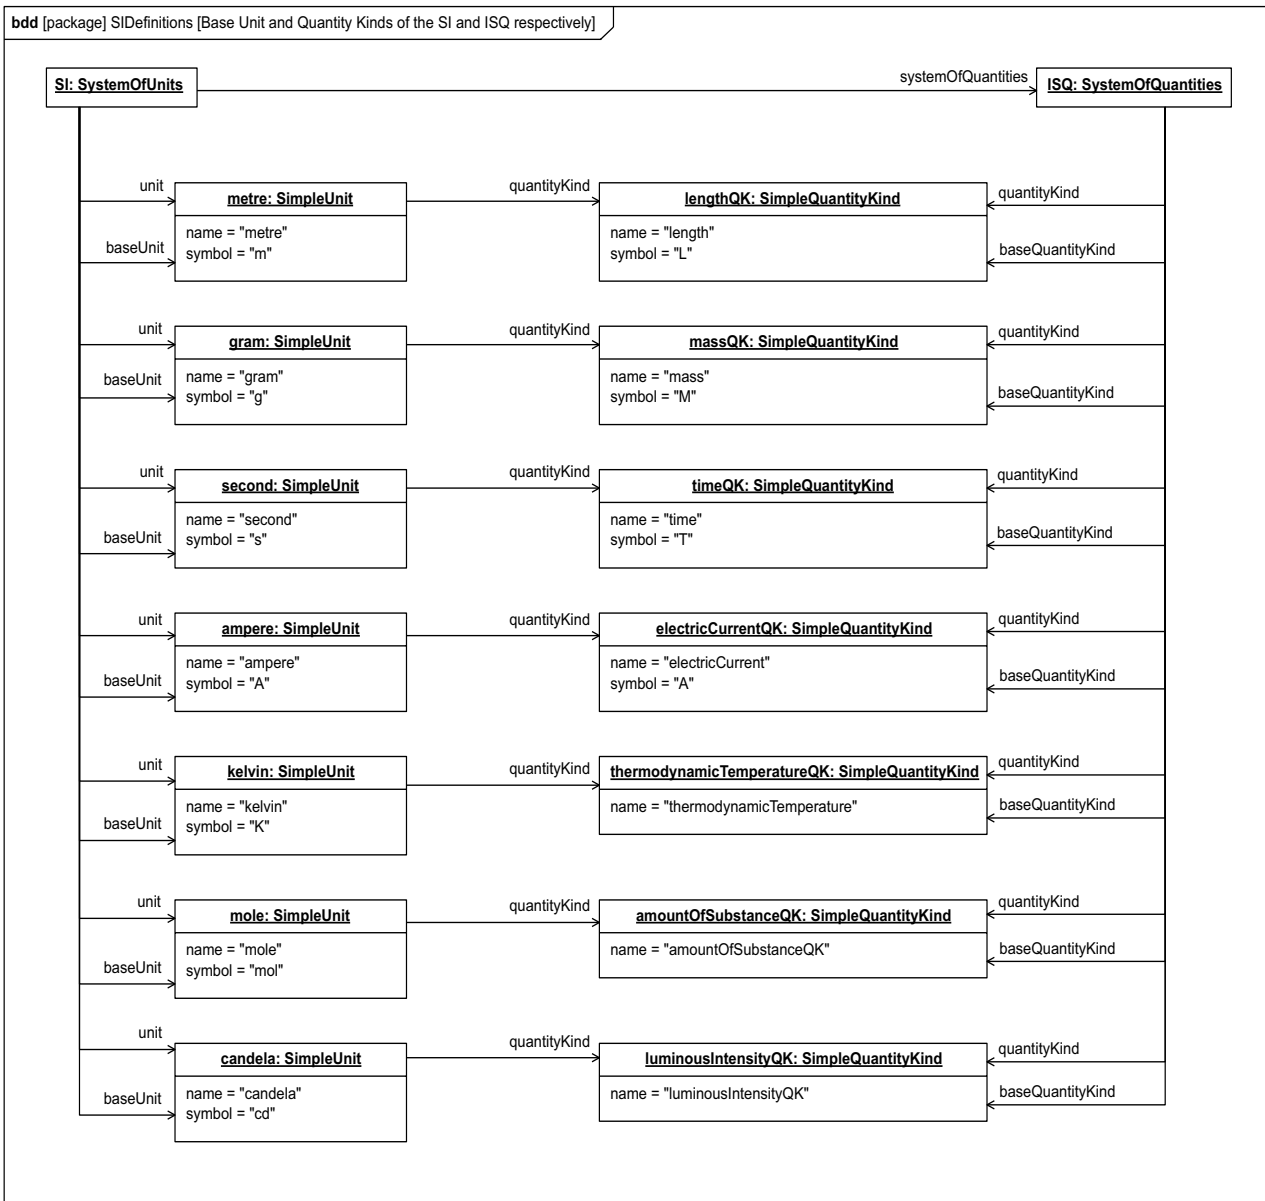 bdd [package] SIDefinitions [Base Unit and Quantity Kinds of the SI and ISQ respectively]
SI: SystemOfUnits
systemOfQuantities
ISQ: SystemOfQuantities
unit
metre: SimpleUnit
quantityKind
lengthQK: SimpleQuantityKind
quantityKind
name = "metre"
name = "length"
baseUnit
symbol = "m"
symbol = "L"
baseQuantityKind
unit
gram: SimpleUnit
quantityKind
massQK: SimpleQuantityKind
quantityKind
name = "gram"
name = "mass"
baseUnit
symbol = "g"
symbol = "M"
baseQuantityKind
unit
second: SimpleUnit
quantityKind
timeQK: SimpleQuantityKind
quantityKind
name = "second"
name = "time"
baseUnit
symbol = "s"
symbol = "T"
baseQuantityKind
unit
ampere: SimpleUnit
quantityKind
electricCurrentQK: SimpleQuantityKind
quantityKind
name = "ampere"
name = "electricCurrent"
baseUnit
symbol = "A"
symbol = "A"
baseQuantityKind
unit
kelvin: SimpleUnit
quantityKind
thermodynamicTemperatureQK: SimpleQuantityKind
quantityKind
name = "kelvin"
name = "thermodynamicTemperature"
baseQuantityKind
baseUnit
symbol = "K"
unit
mole: SimpleUnit
quantityKind
amountOfSubstanceQK: SimpleQuantityKind
quantityKind
name = "mole"
name = "amountOfSubstanceQK"
baseQuantityKind
baseUnit
symbol = "mol"
unit
candela: SimpleUnit
quantityKind
luminousIntensityQK: SimpleQuantityKind
quantityKind
name = "candela"
name = "luminousIntensityQK"
baseQuantityKind
baseUnit
symbol = "cd"